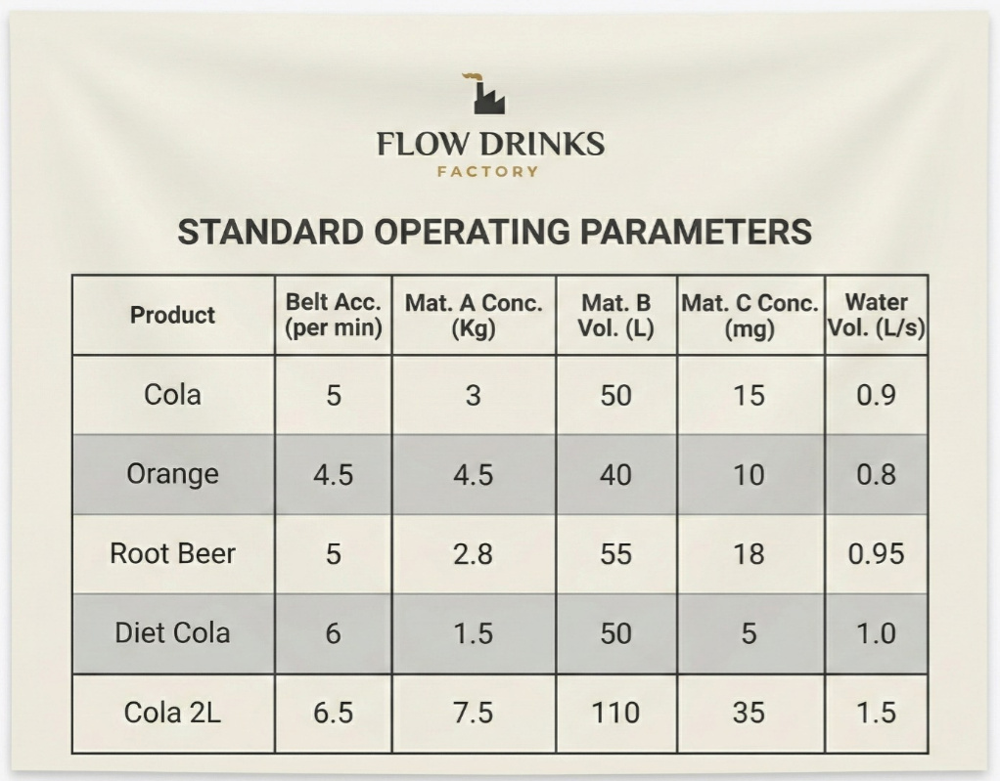 FLOW DRINKS
FACTORY
STANDARD OPERATING PARAMETERS
Product Belt Acc. (per min) Mat. A Conc. (Kg) Mat. B Vol. (L) Mat. C Conc. (mg) Water Vol. (L/s)
Cola 5 3 50 15 0.9
Orange 4.5 4.5 40 10 0.8
Root Beer 5 2.8 55 18 0.95
Diet Cola 6 1.5 50 5 1.0
Cola 2L 6.5 7.5 110 35 1.5